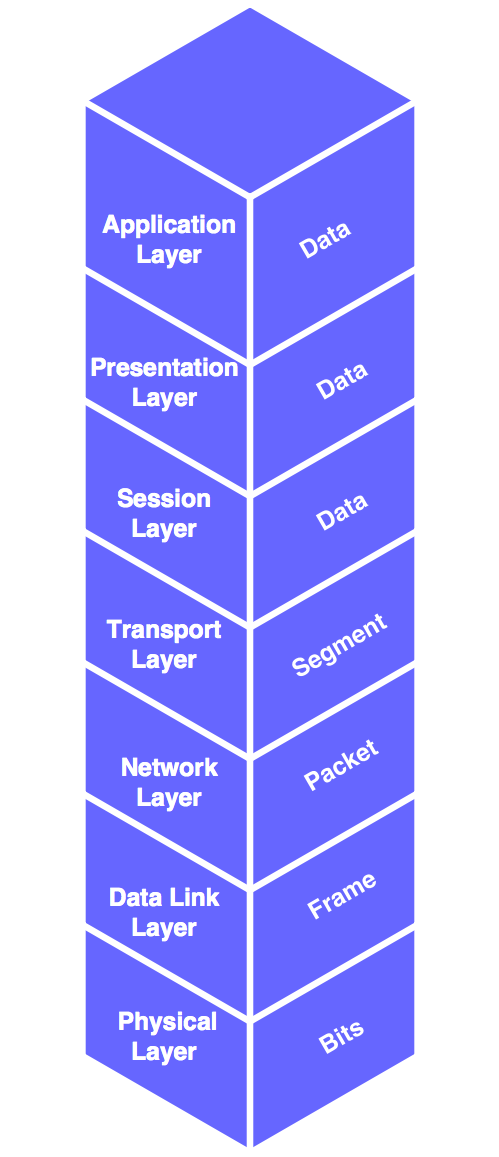 Application
Layer
Data
Presentation
Layer
Data
Session
Layer
Data
Transport
Layer
Segment
Network
Layer
Packet
Data Link
Layer
Frame
Physical
Layer
Bits